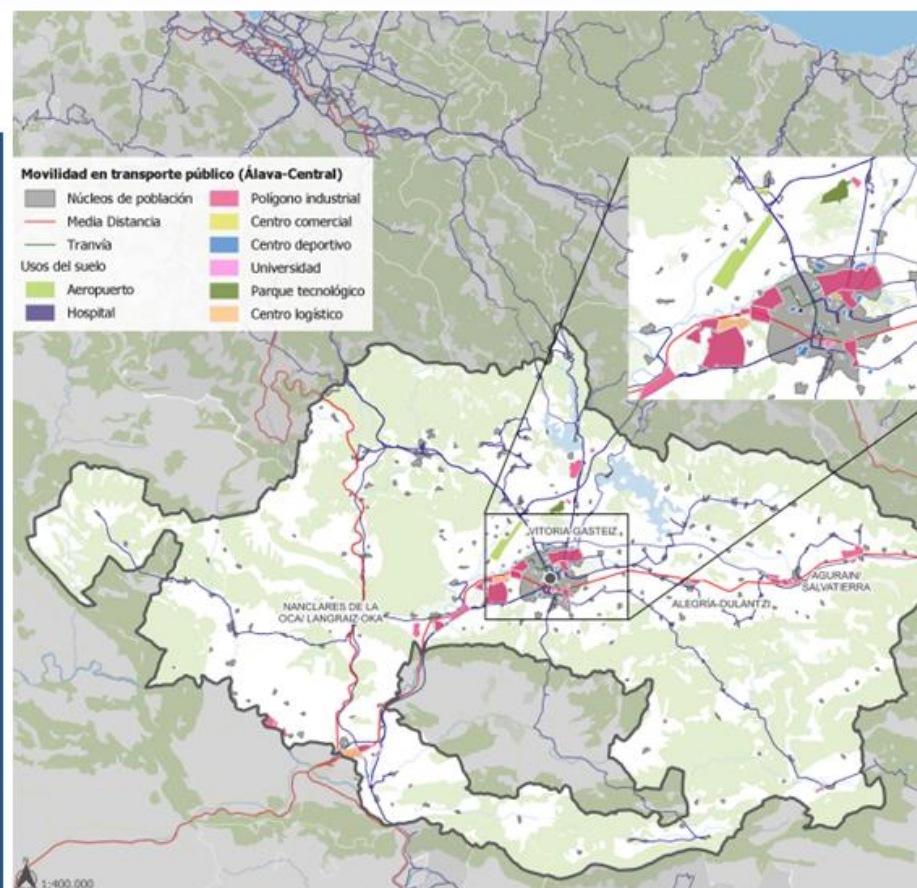 Movilidad en transporte público (Álava-Central)
Núcleos de población
Media Distancia
Tranvía
Usos del suelo
Aeropuerto
Hospital
Polígono industrial
Centro comercial
Centro deportivo
Universidad
Parque tecnológico
Centro logístico
VITORIA-GASTEIZ
AGURAIN/
SALVATIERRA
ALEGRÍA-DULANTZI
NANCLARES DE LA
OCA/ LANGRAIZ-OKA
1:400.000